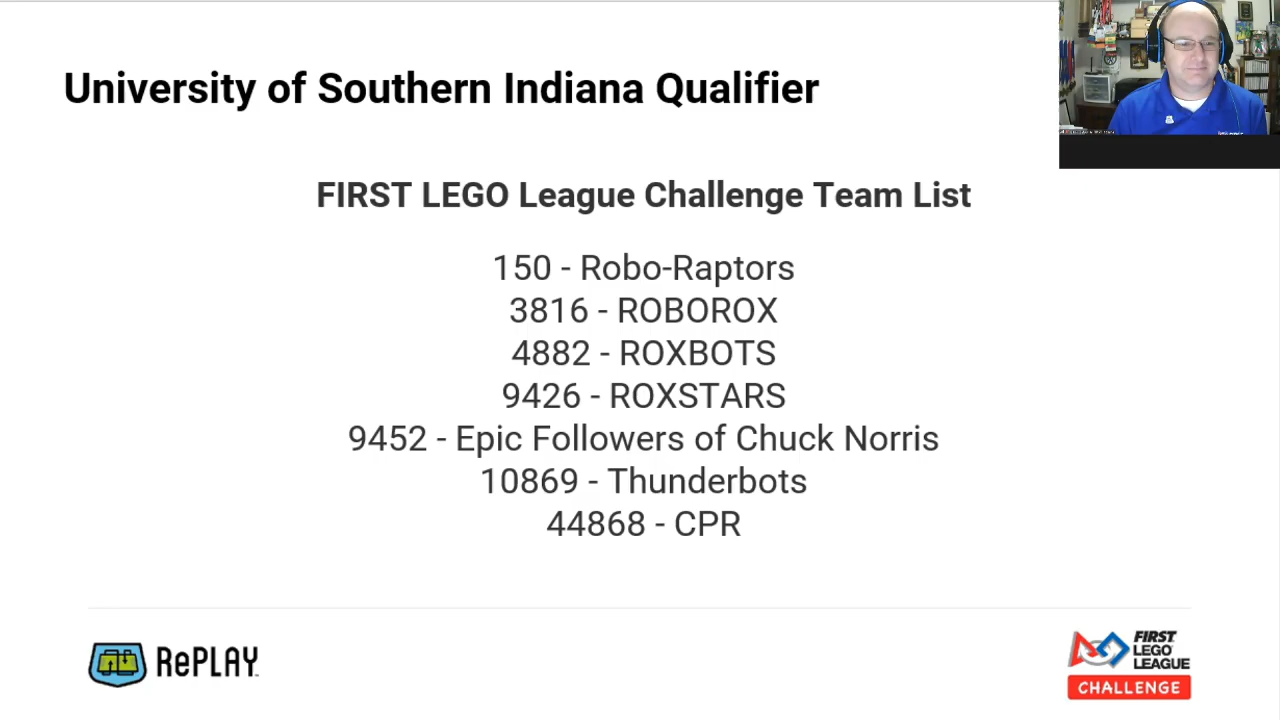 University of Southern Indiana Qualifier
FIRST LEGO League Challenge Team List
150 - Robo-Raptors
3816 - ROBOROX
4882 - ROXBOTS
9426 - ROXSTARS
9452 - Epic Followers of Chuck Norris
10869 - Thunderbots
44868 - CPR
RePLAY
FIRST
LEGO
LEAGUE
CHALLENGE